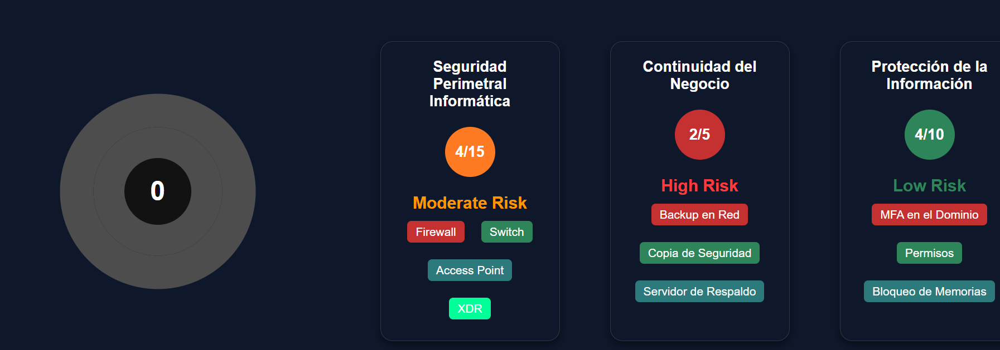 0
Seguridad
Perimetral
Informática
4/15
Moderate Risk
Firewall
Switch
Access Point
XDR
Continuidad del
Negocio
2/5
High Risk
Backup en Red
Copia de Seguridad
Servidor de Respaldo
Protección de la
Información
4/10
Low Risk
MFA en el Dominio
Permisos
Bloqueo de Memorias